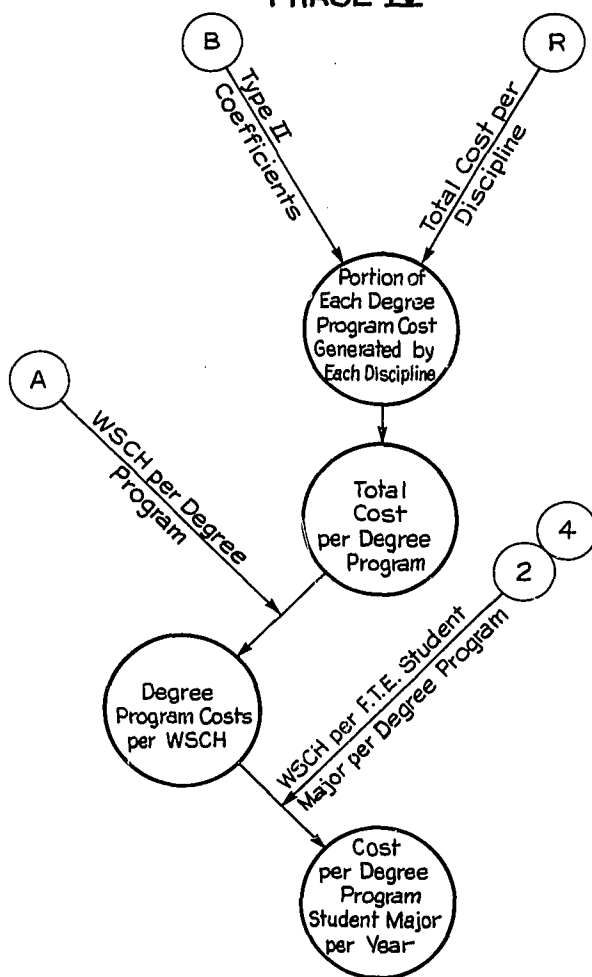 PHASE IV
B
R
Type II
Coefficients
Total Cost per
Discipline
Portion of
Each Degree
Program Cost
Generated by
Each Discipline
A
WSCH per Degree
Program
Total
Cost
per Degree
Program
4
2
WSCH per F.T.E. Student
Major per Degree Program
Degree
Program Costs
per WSCH
Cost
per Degree
Program
Student Major
per Year